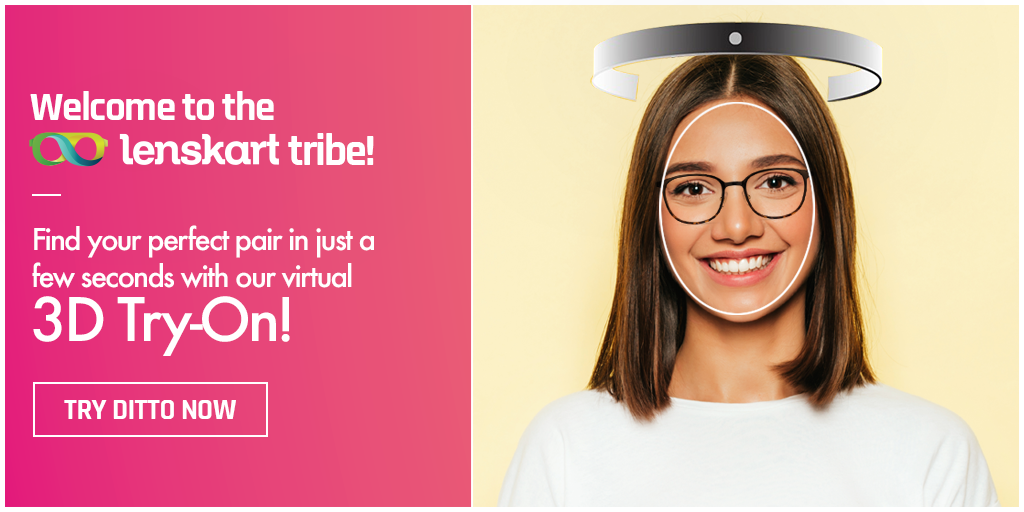 Welcome to the
lenskart tribe!
Find your perfect pair in just a
few seconds with our virtual
3D Try-On!
TRY DITTO NOW